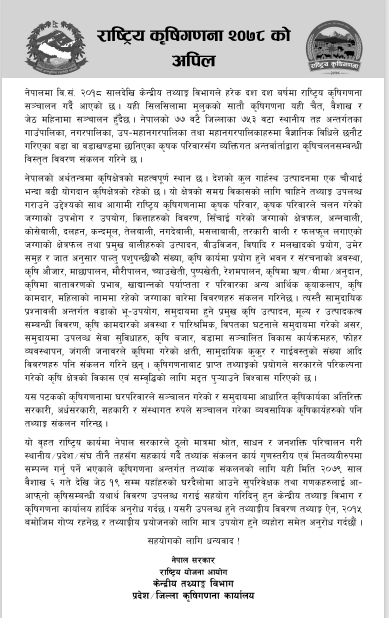 राष्ट्रिय कृषिगणना २०७८ को
अपिल
नेपालमा वि.सं. २०१८ सालदेखि केन्द्रीय तथ्याङ्क विभागले हरेक दश दश वर्षमा राष्ट्रिय कृषिगणना
सञ्चालन गर्दै आएको छ । यही सिलसिलामा मुलुकको सातौं कृषिगणना यही चैत, वैशाख र
जेठ महिनामा सञ्चालन हुँदैछ । नेपालको ७७ वटै जिल्लाका ७५३ वटा स्थानीय तह अन्तर्गतका
गाउँपालिका, नगरपालिका, उप-महानगरपालिका तथा महानगरपालिकाहरुमा वैज्ञानिक विधिले छनौट
गरिएका वडा वा वडाखण्डमा छानिएका कृषक परिवारसँग व्यक्तिगत अन्तर्वार्ताद्वारा कृषिचलनसम्बन्धी
विस्तृत विवरण संकलन गरिने छ ।
नेपालको अर्थतन्त्रमा कृषिक्षेत्रको महत्वपूर्ण स्थान छ । देशको कुल गार्हस्थ उत्पादनमा एक चौथाई
भन्दा बढी योगदान कृषिक्षेत्रको रहेको छ । यो क्षेत्रको समग्र विकासको लागि चाहिने तथ्याङ्क उपलब्ध
गराउने उद्देश्यको साथ आगामी राष्ट्रिय कृषिगणनामा कृषक परिवार, कृषक परिवारले चलन गरेको
जग्गाको उपभोग र उपयोग, कित्ताहरुको विवरण, सिंचाई गरेको जग्गाको क्षेत्रफल, अन्नबाली,
कोसेबाली, दलहन, कन्दमूल, तेलबाली, नगदेबाली, मसलाबाली, तरकारी बाली र फलफूल लगाएको
जग्गाको क्षेत्रफल तथा प्रमुख बालीहरुको उत्पादन, बीउविजन, विषादि र मलखादको प्रयोग, उमेर
समुह र जात अनुसार पाल्तु पशुपन्छीको संख्या, कृषि कार्यमा प्रयोग हुने भवन र संरचनाको अवस्था,
कृषि औजार, माछापालन, मौरीपालन, च्याउखेती, पुष्पखेती, रेशमपालन, कृषिमा ऋण /बीमा/अनुदान,
कृषिमा वातावरणको प्रभाव, खाद्यान्नको पर्याप्तता र परिवारका अन्य आर्थिक क्रियाकलाप, कृषि
कामदार, महिलाको नाममा रहेको जग्गाका बारेमा विवरणहरु संकलन गरिनेछ । त्यस्तै सामुदायिक
प्रश्नावली अन्तर्गत वडाको भू-उपयोग, समुदायमा हुने प्रमुख कृषि उत्पादन, मूल्य र उत्पादकत्व
सम्बन्धी विवरण, कृषि कामदारको अवस्था र पारिश्रमिक, विपतका घटनाले समुदायमा गरेको असर,
समुदायमा उपलब्ध सेवा सुविधाहरु, कृषि बजार, वडामा सञ्चालित विकास कार्यक्रमहरु, फोहर
व्यवस्थापन, जंगली जनावरले कृषिमा गरेको क्षती, सामुदायिक कुकुर र गाईवस्तुको संख्या आदि
विवरणहरु पनि संकलन गरिने छन् । कृषिगणनाबाट प्राप्त तथ्याङ्कको प्रयोगले सरकारले परिकल्पना
गरेको कृषि क्षेत्रको विकास एवं सम्वृद्धिको लागि मद्दत पुऱ्याउने विश्वास गरिएको छ ।
यस पटकको कृषिगणनामा घरपरिवारले सञ्चालन गरेको र समुदायमा आधारित कृषिकार्यका अतिरिक्त
सरकारी, अर्धसरकारी, सहकारी र संस्थागत रुपले सञ्चालन गरेका व्यवसायिक कृषिकार्यहरुको पनि
तथ्याङ्क संकलन गरिन्छ ।
यो बृहत राष्ट्रिय कार्यमा नेपाल सरकारले ठूलो मात्रमा श्रोत, साधन र जनशक्ति परिचालन गरी
स्थानीय/प्रदेश/संघ तीनै तहसँग सहकार्य गर्दै तथ्यांक संकलन कार्य गुणस्तरीय एवं मितव्ययीरुपमा
सम्पन्न गर्नु पर्ने भएकाले कृषिगणना अन्तर्गत तथ्यांक संकलनको लागि यही मिति २०७९ साल
वैशाख ६ गते देखि जेठ १९ सम्म यहाँहरुको घरदैलोमा आउने सुपरिवेक्षक तथा गणकहरुलाई आ-
आफ्नो कृषिसम्बन्धी यथार्थ विवरण उपलब्ध गराई सहयोग गरिदिनु हुन केन्द्रीय तथ्याङ्क विभाग र
कृषिगणना कार्यालय हार्दिक अनुरोध गर्दछ । यसरी उपलब्ध हुने तथ्याङ्कीय विवरण तथ्याङ्क ऐन, २०१५
बमोजिम गोप्य रहनेछ र तथ्याङ्कीय प्रयोजनको लागि मात्र उपयोग हुने व्यहोरा समेत अनुरोध गर्दछौं ।
सहयोगको लागि धन्यवाद !
नेपाल सरकार
राष्ट्रिय योजना आयोग
केन्द्रीय तथ्याङ्क विभाग
प्रदेश/जिल्ला कृषिगणना कार्यालय